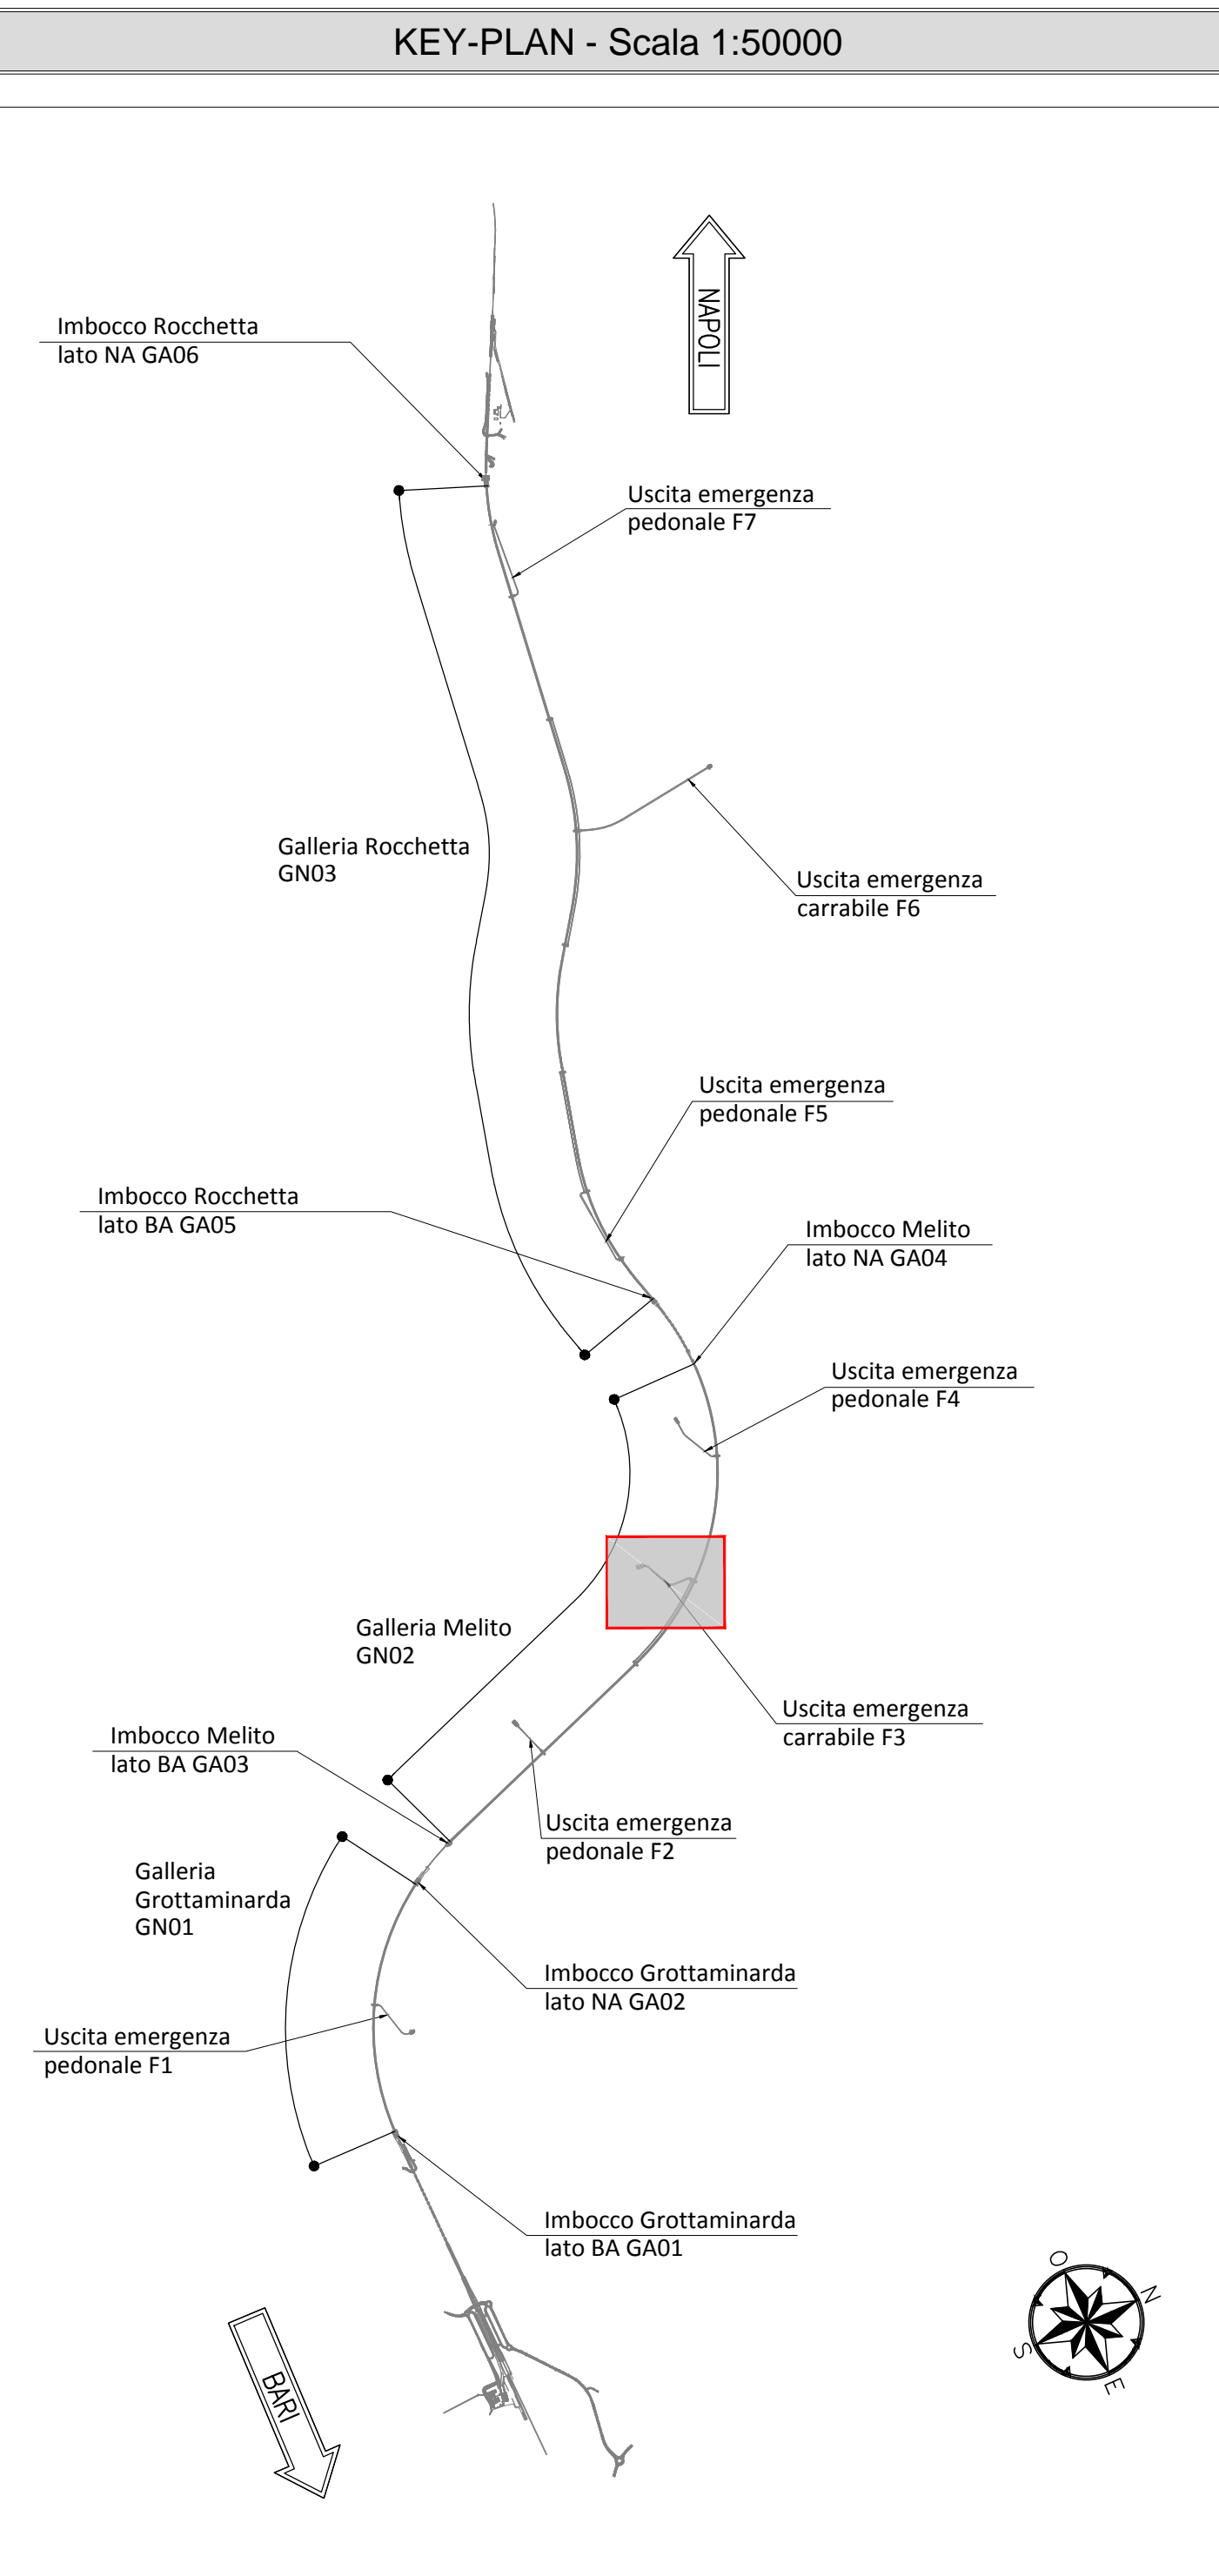 KEY-PLAN - Scala 1:50000
NAPOLI
Imbocco Rocchetta
lato NA GA06
Uscita emergenza
pedonale F7
Galleria Rocchetta
GN03
Uscita emergenza
carrabile F6
Uscita emergenza
pedonale F5
Imbocco Rocchetta
lato BA GA05
Imbocco Melito
lato NA GA04
Uscita emergenza
pedonale F4
Galleria Melito
GN02
Uscita emergenza
carrabile F3
Imbocco Melito
lato BA GA03
Uscita emergenza
pedonale F2
Galleria
Grottaminarda
GN01
Imbocco Grottaminarda
lato NA GA02
Uscita emergenza
pedonale F1
Imbocco Grottaminarda
lato BA GA01
O
N
S
E
BARI